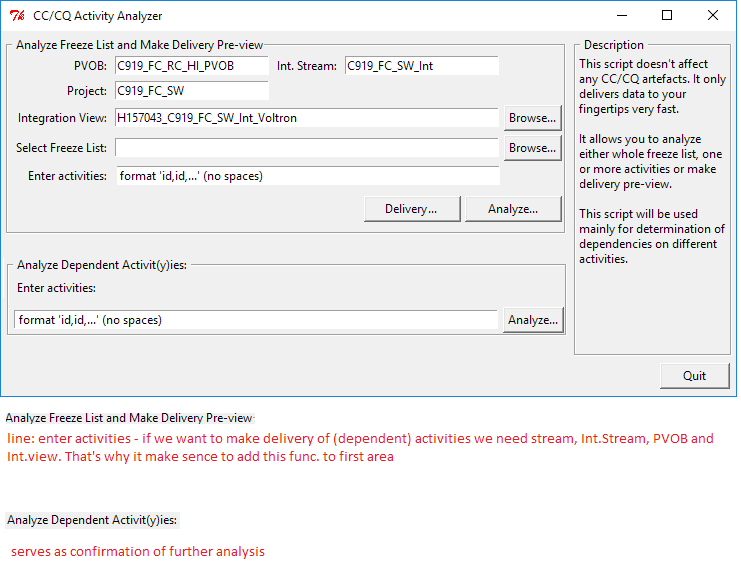 CC/CQ Activity Analyzer
Analyze Freeze List and Make Delivery Pre-view
PVOB: C919_FC_RC_HI_PVOB Int. Stream: C919_FC_SW_Int
Project: C919_FC_SW
Integration View: H157043_C919_FC_SW_Int_Voltron Browse...
Select Freeze List: Browse...
Enter activities: format 'id,id,...' (no spaces)
Delivery... Analyze...
Analyze Dependent Activit(y)ies:
Enter activities:
format 'id,id,...' (no spaces) Analyze...
Description
This script doesn't affect
any CC/CQ artefacts. It only
delivers data to your
fingertips very fast.
It allows you to analyze
either whole freeze list, one
or more activities or make
delivery pre-view.
This script will be used
mainly for determination of
dependencies on different
activities.
Quit
Analyze Freeze List and Make Delivery Pre-view
line: enter activities - if we want to make delivery of (dependent) activities we need stream, Int.Stream, PVOB and
Int.view. That's why it make sence to add this func. to first area
Analyze Dependent Activit(y)ies:
serves as confirmation of further analysis